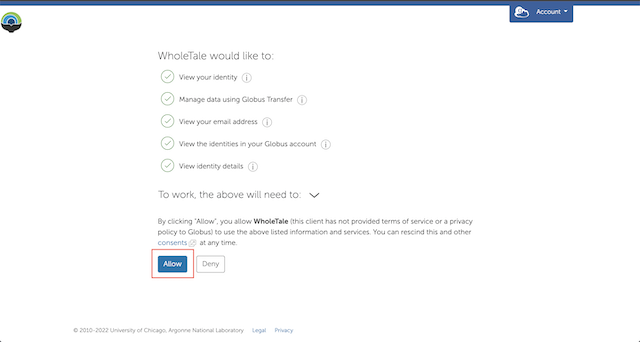 Account
WholeTale would like to:
View your identity
Manage data using Globus Transfer
View your email address
View the identities in your Globus account
View identity details
To work, the above will need to:
By clicking "Allow", you allow WholeTale (this client has not provided terms of service or a privacy
policy to Globus) to use the above listed information and services. You can rescind this and other
consents at any time.
Allow Deny
© 2010-2022 University of Chicago, Argonne National Laboratory Legal Privacy